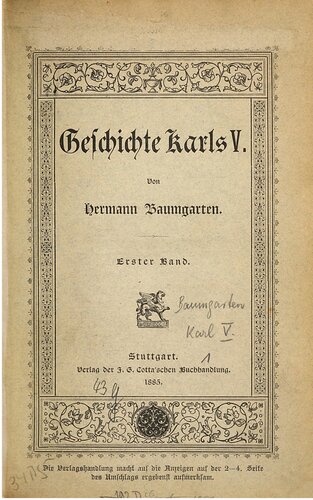 Geschichte Karls V.
Von
Hermann Baumgarten.
Erster Band.
Baumgarten
Karl V.
1
Stuttgart.
Verlag der J. G. Cotta'schen Buchhandlung.
1885.
Die Verlagshandlung macht auf die Anzeigen auf der 2–4. Seite
des Umschlags ergebenst aufmerksam.